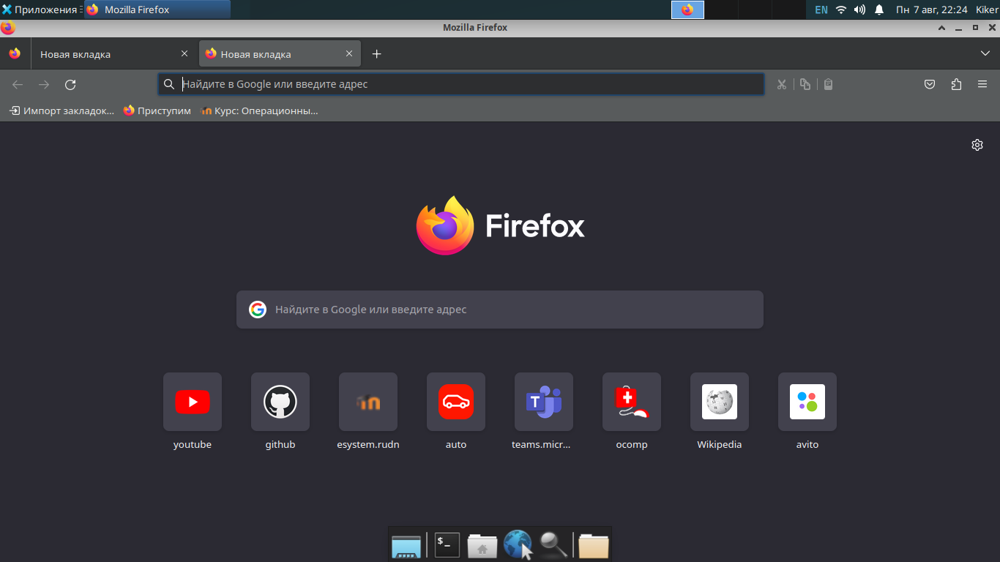 Приложения Mozilla Firefox EN Пн 7 авг, 22:24 Kiker
Mozilla Firefox
Новая вкладка Новая вкладка
Найдите в Google или введите адрес
Импорт закладок... Приступим Курс: Операционны...
Firefox
Найдите в Google или введите адрес
youtube github esystem.rudn auto teams.micr... ocomp Wikipedia avito
$_